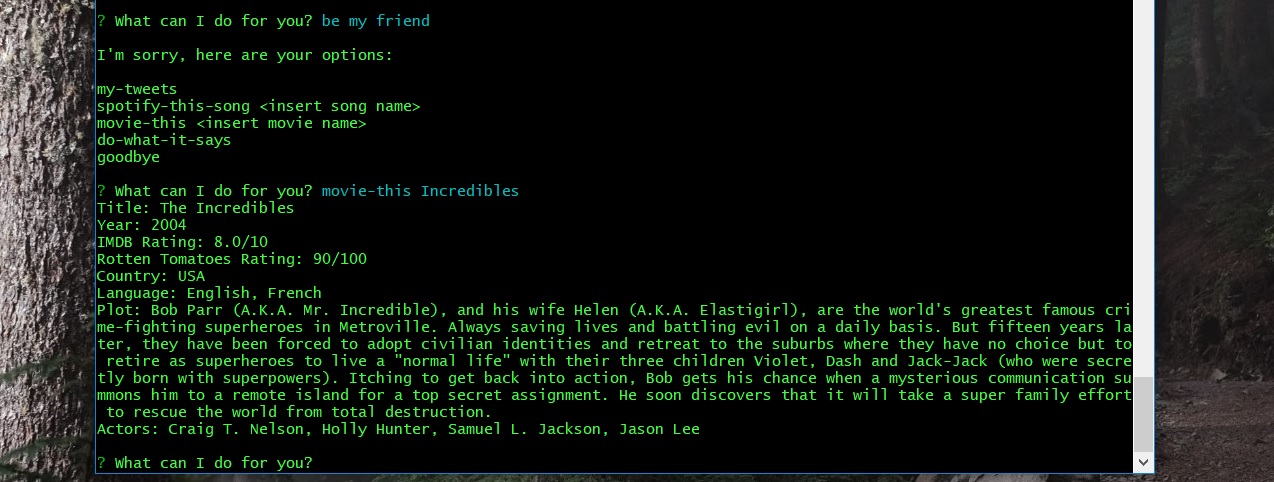 ? What can I do for you? be my friend
I'm sorry, here are your options:
my-tweets
spotify-this-song <insert song name>
movie-this <insert movie name>
do-what-it-says
goodbye
? What can I do for you? movie-this Incredibles
Title: The Incredibles
Year: 2004
IMDB Rating: 8.0/10
Rotten Tomatoes Rating: 90/100
Country: USA
Language: English, French
Plot: Bob Parr (A.K.A. Mr. Incredible), and his wife Helen (A.K.A. Elastigirl), are the world's greatest famous cri
me-fighting superheroes in Metroville. Always saving lives and battling evil on a daily basis. But fifteen years la
ter, they have been forced to adopt civilian identities and retreat to the suburbs where they have no choice but to
retire as superheroes to live a "normal life" with their three children Violet, Dash and Jack-Jack (who were secre
tly born with superpowers). Itching to get back into action, Bob gets his chance when a mysterious communication su
mmons him to a remote island for a top secret assignment. He soon discovers that it will take a super family effort
to rescue the world from total destruction.
Actors: Craig T. Nelson, Holly Hunter, Samuel L. Jackson, Jason Lee
? What can I do for you?